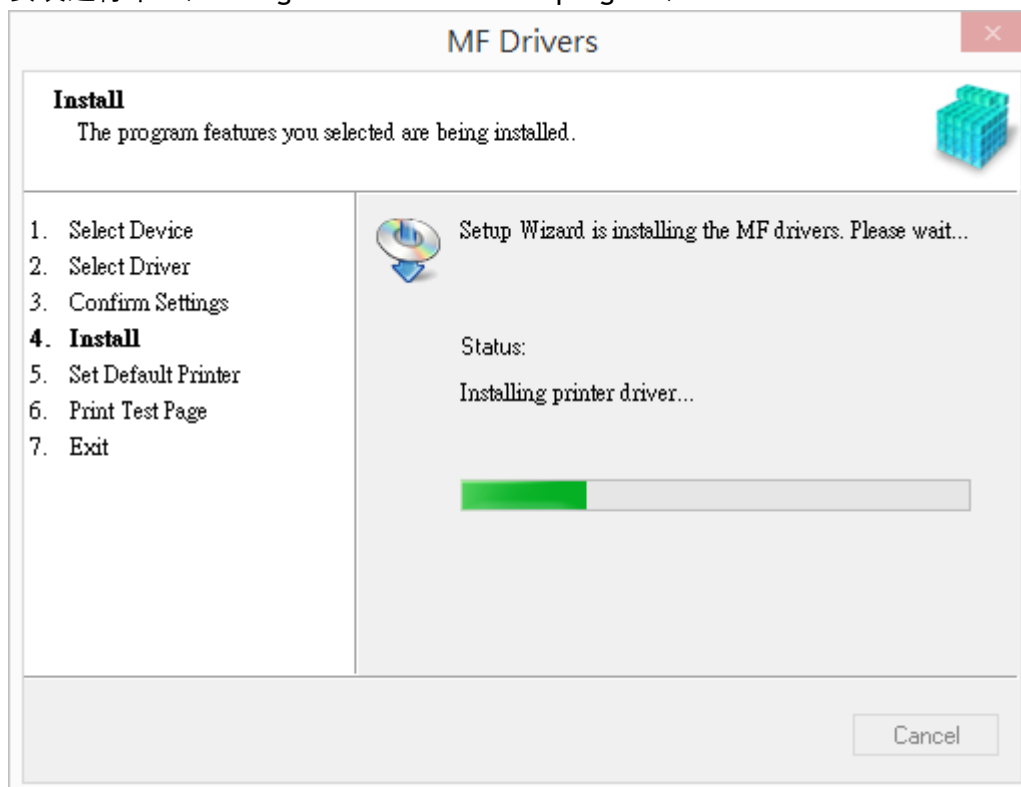 MF Drivers
Install
The program features you selected are being installed.
1. Select Device
2. Select Driver
3. Confirm Settings
4. Install
5. Set Default Printer
6. Print Test Page
7. Exit
Setup Wizard is installing the MF drivers. Please wait...
Status:
Installing printer driver...
Cancel